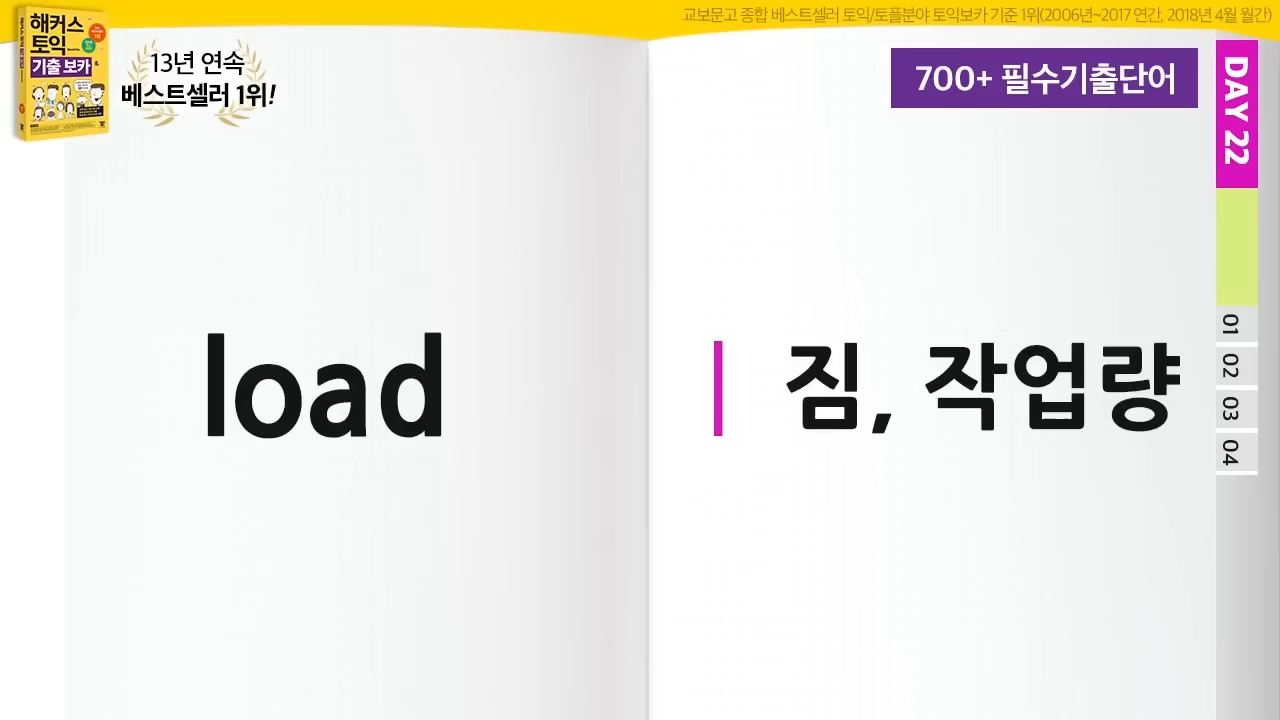 교보문고 종합 베스트셀러 토익/토플분야 토익보카 기준 1위(2006년~2017 연간, 2018년 4월 월간)
해커스
토익
기출 보카
13년 연속
베스트셀러 1위!
700+ 필수기출단어
DAY 22
01
02
03
04
load
짐, 작업량